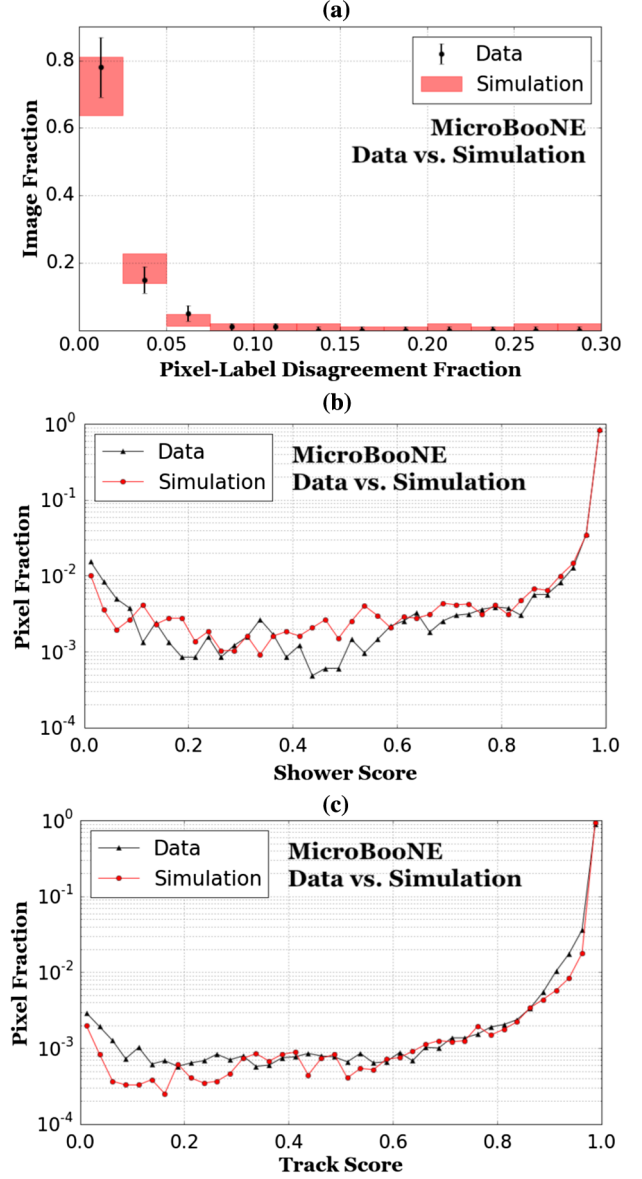 (a)
Data
Simulation
MicroBooNE
Data vs. Simulation
Image Fraction
0.8
0.6
0.4
0.2
0.00 0.05 0.10 0.15 0.20 0.25 0.30
Pixel-Label Disagreement Fraction
(b)
Data
Simulation
MicroBooNE
Data vs. Simulation
Pixel Fraction
10^0
10^-1
10^-2
10^-3
10^-4
0.0 0.2 0.4 0.6 0.8 1.0
Shower Score
(c)
Data
Simulation
MicroBooNE
Data vs. Simulation
Pixel Fraction
10^0
10^-1
10^-2
10^-3
10^-4
0.0 0.2 0.4 0.6 0.8 1.0
Track Score